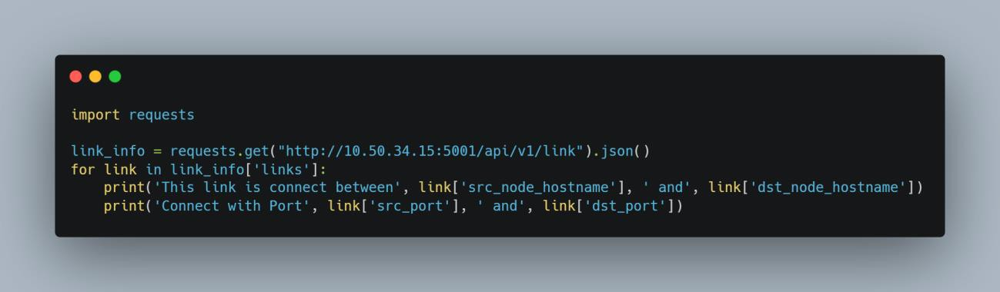 import requests
link_info = requests.get("http://10.50.34.15:5001/api/v1/link").json()
for link in link_info['links']:
    print('This link is connect between', link['src_node_hostname'], ' and', link['dst_node_hostname'])
    print('Connect with Port', link['src_port'], ' and', link['dst_port'])